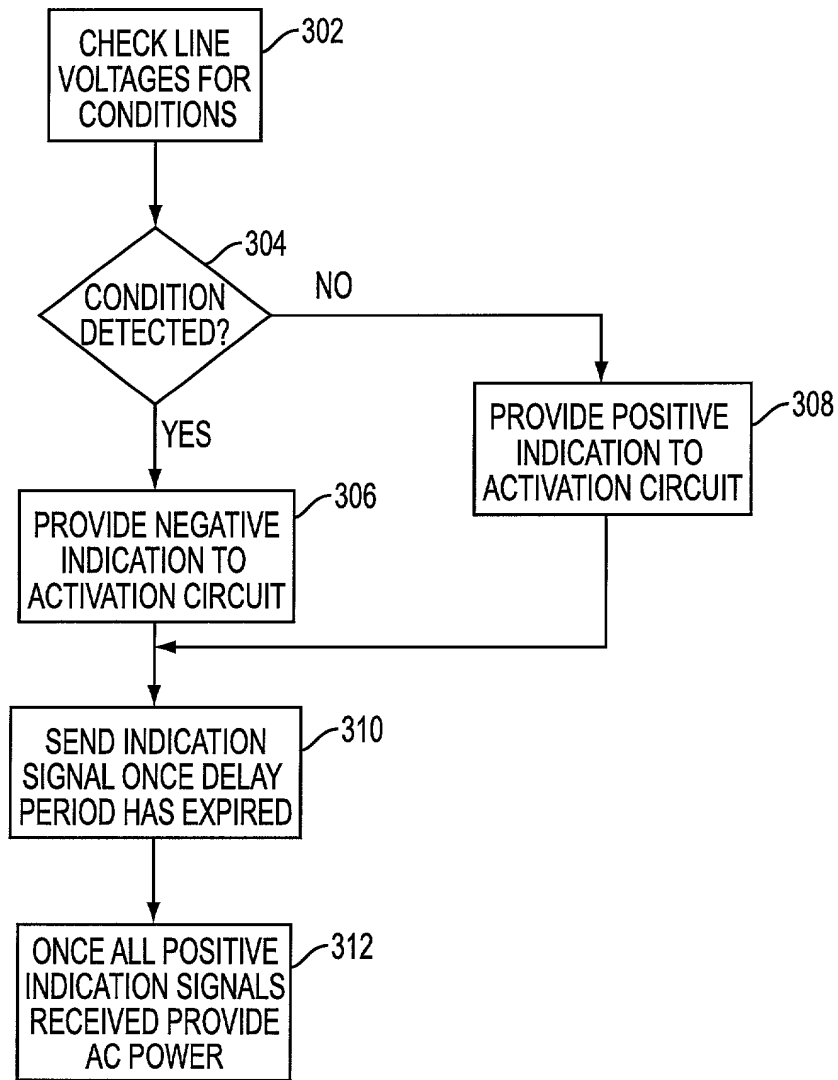 CHECK LINE
VOLTAGES FOR
CONDITIONS
302
304
CONDITION
DETECTED?
NO
YES
308
PROVIDE POSITIVE
INDICATION TO
ACTIVATION CIRCUIT
306
PROVIDE NEGATIVE
INDICATION TO
ACTIVATION CIRCUIT
310
SEND INDICATION
SIGNAL ONCE DELAY
PERIOD HAS EXPIRED
312
ONCE ALL POSITIVE
INDICATION SIGNALS
RECEIVED PROVIDE
AC POWER